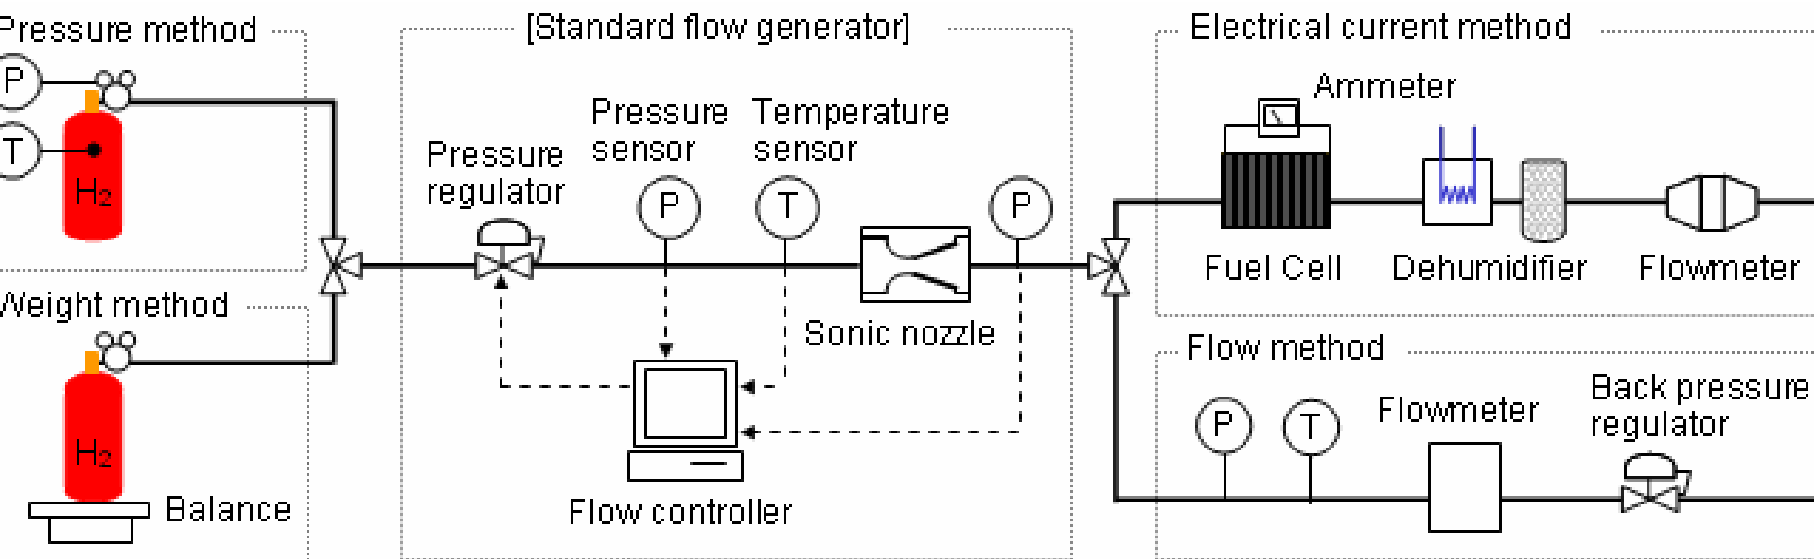 Pressure method
P
T
H₂
Weight method
H₂
Balance
[Standard flow generator]
Pressure
regulator
Pressure
sensor
Temperature
sensor
P
T
P
Sonic nozzle
Flow controller
Electrical current method
Ammeter
Fuel Cell
Dehumidifier
Flowmeter
Flow method
P
T
Flowmeter
Back pressure
regulator